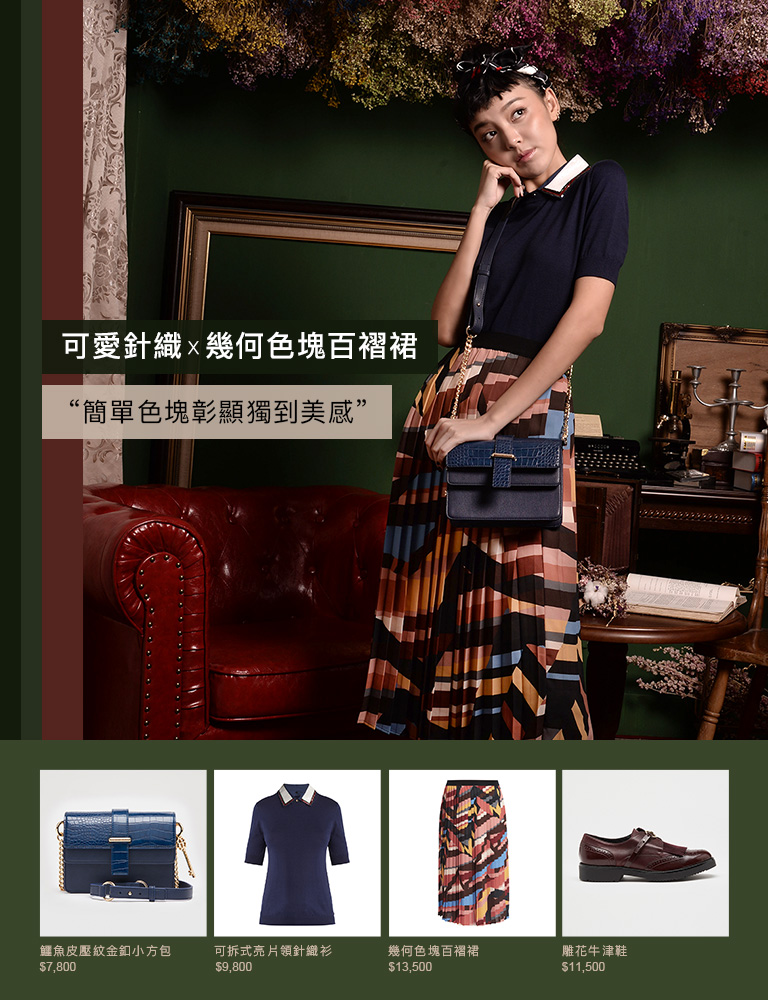 可愛針織 x 幾何色塊百褶裙
“簡單色塊彰顯獨到美感”
鱷魚皮壓紋金釦小方包
$7,800
可拆式亮片領針織衫
$9,800
幾何色塊百褶裙
$13,500
雕花牛津鞋
$11,500